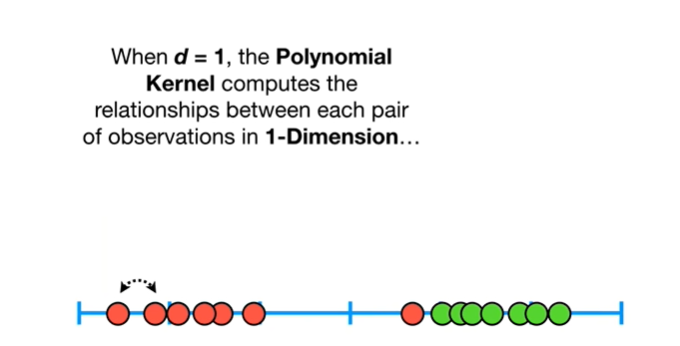 When d = 1, the Polynomial
Kernel computes the
relationships between each pair
of observations in 1-Dimension...